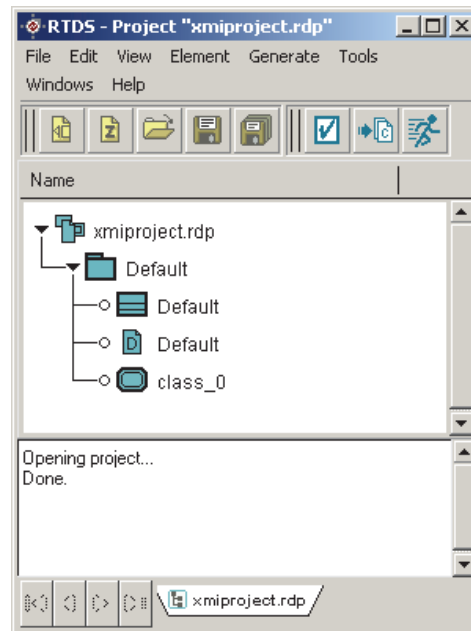 RTDS - Project "xmiproject.rdp"
File Edit View Element Generate Tools
Windows Help
Name
xmiproject.rdp
Default
Default
D Default
class_0
Opening project...
Done.
xmiproject.rdp